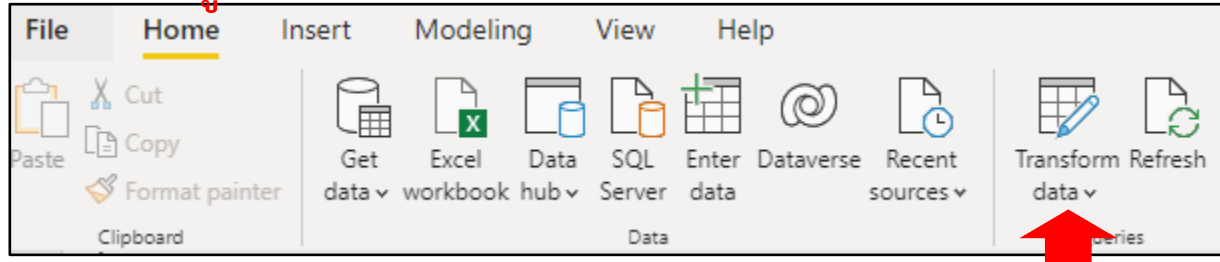 File Home Insert Modeling View Help
Cut
Copy
Paste
Format painter
Get data
Excel workbook
Data hub
SQL Server
Enter data
Dataverse
Recent sources
Transform data
Refresh
Clipboard
Data